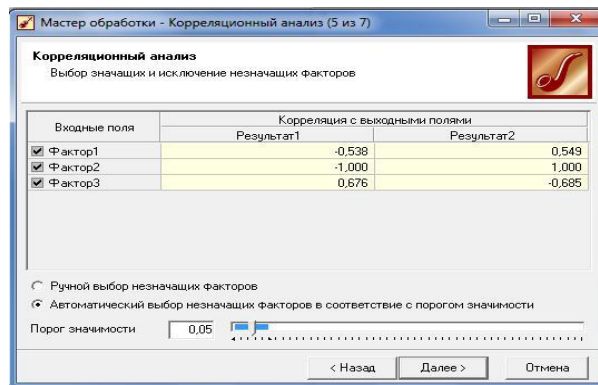 Мастер обработки - Корреляционный анализ (5 из 7)
Корреляционный анализ
Выбор значащих и исключение незначащих факторов
Входные поля
Корреляция с выходными полями
Результат1 Результат2
Фактор1 -0,538 0,549
Фактор2 -1,000 1,000
Фактор3 0,676 -0,685
Ручной выбор незначащих факторов
Автоматический выбор незначащих факторов в соответствие с порогом значимости
Порог значимости 0,05
< Назад Далее > Отмена